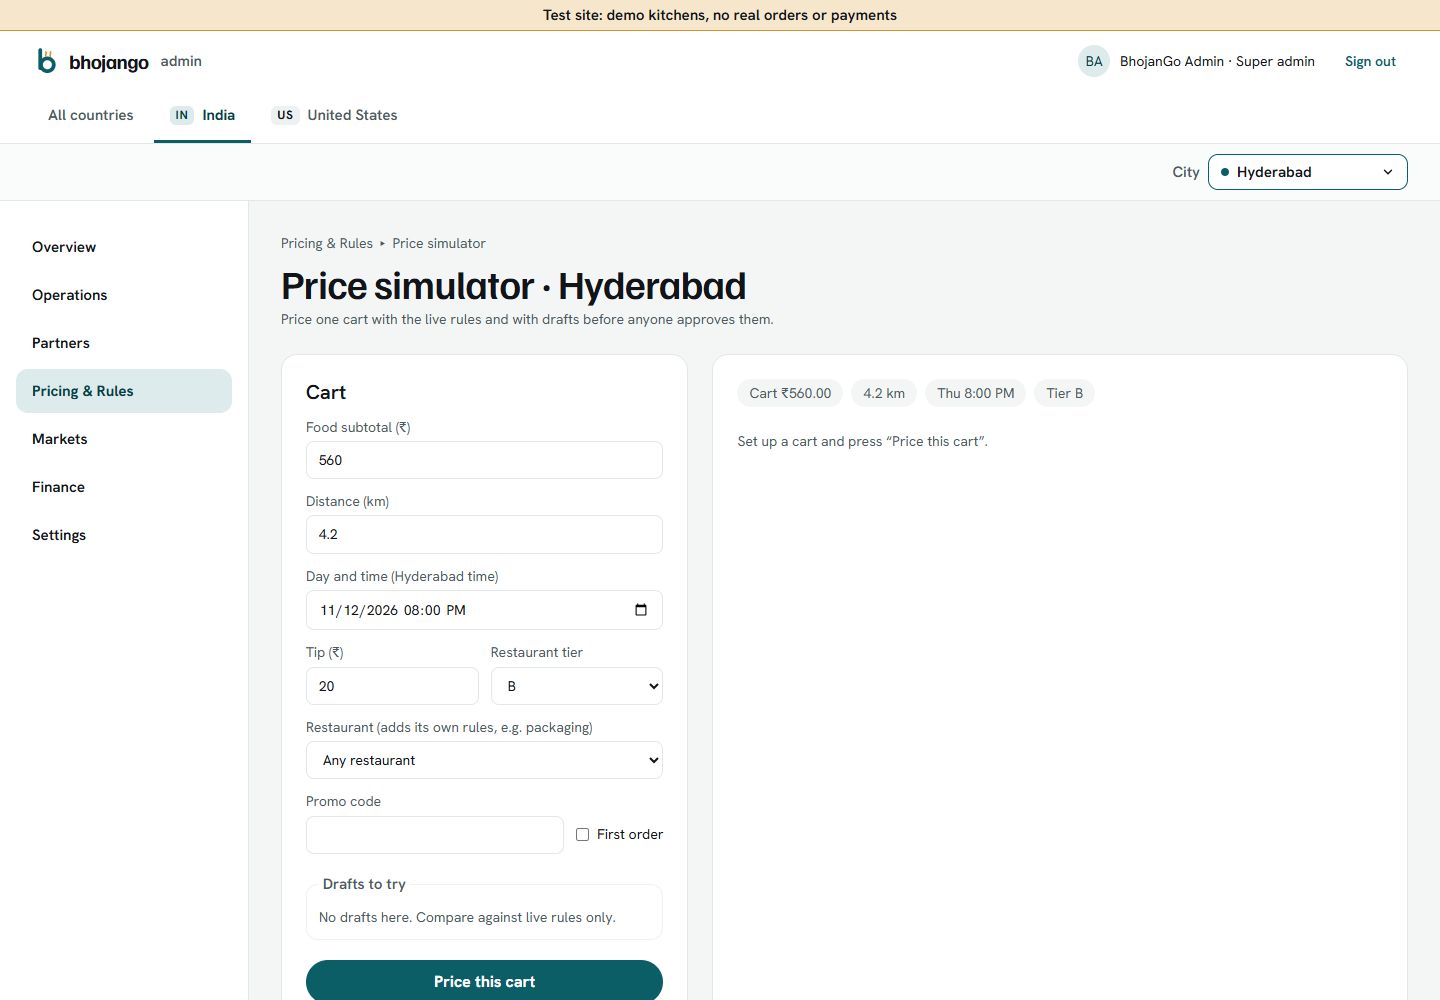 Test site: demo kitchens, no real orders or payments
bhojango admin
BA BhojanGo Admin · Super admin Sign out
All countries IN India US United States
City Hyderabad
Overview
Operations
Partners
Pricing & Rules
Markets
Finance
Settings
Pricing & Rules ▸ Price simulator
Price simulator · Hyderabad
Price one cart with the live rules and with drafts before anyone approves them.
Cart
Food subtotal (₹)
560
Distance (km)
4.2
Day and time (Hyderabad time)
11/12/2026 08:00 PM
Tip (₹) Restaurant tier
20 B
Restaurant (adds its own rules, e.g. packaging)
Any restaurant
Promo code
First order
Drafts to try
No drafts here. Compare against live rules only.
Price this cart
Cart ₹560.00 4.2 km Thu 8:00 PM Tier B
Set up a cart and press “Price this cart”.